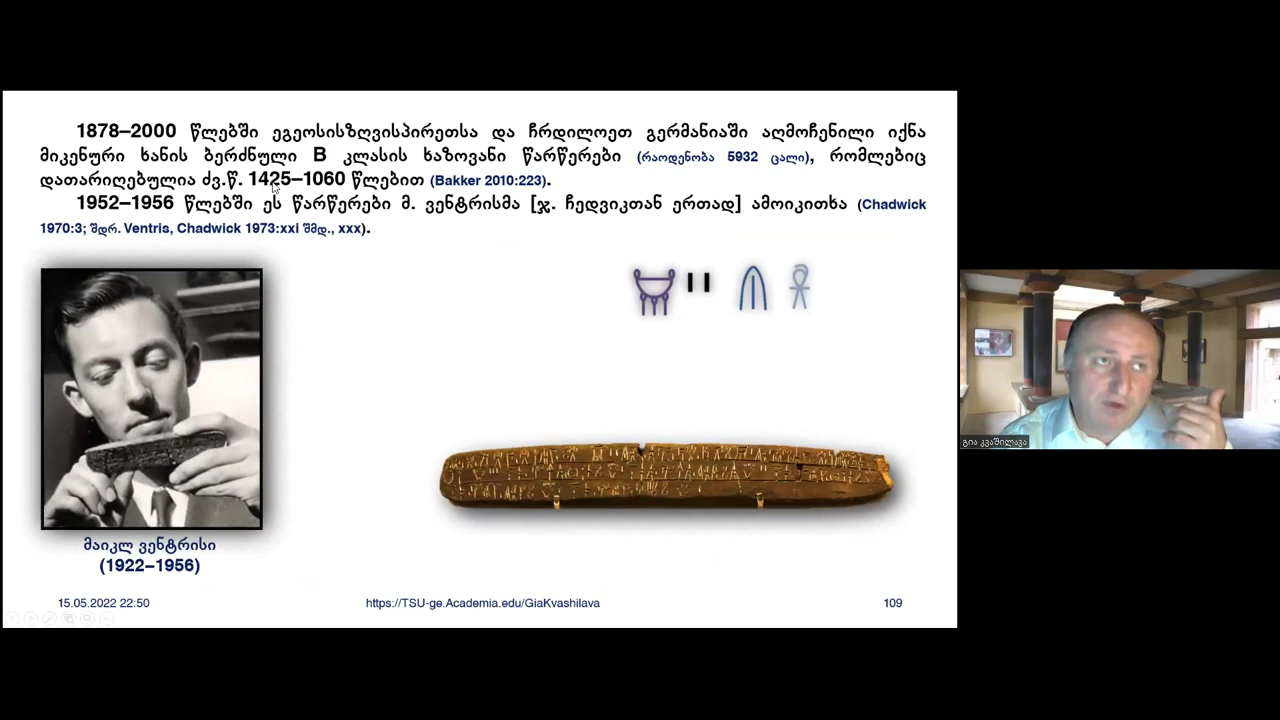 1878–2000 წლებში ეგეოსისზღვისპირეთსა და ჩრდილოეთ გერმანიაში აღმოჩენილი იქნა
მიკენური ხანის ბერძნული B კლასის ხაზოვანი წარწერები (რაოდენობა 5932 ცალი), რომლებიც
დათარიღებულია ძვ.წ. 1425–1060 წლებით (Bakker 2010:223).
1952–1956 წლებში ეს წარწერები მ. ვენტრისმა [ჯ. ჩედვიკთან ერთად] ამოიკითხა (Chadwick
1970:3; შდრ. Ventris, Chadwick 1973:xxi შმდ., xxx).
გია კვაშილავა
მაიკლ ვენტრისი
(1922–1956)
15.05.2022 22:50
https://TSU-ge.Academia.edu/GiaKvashilava
109